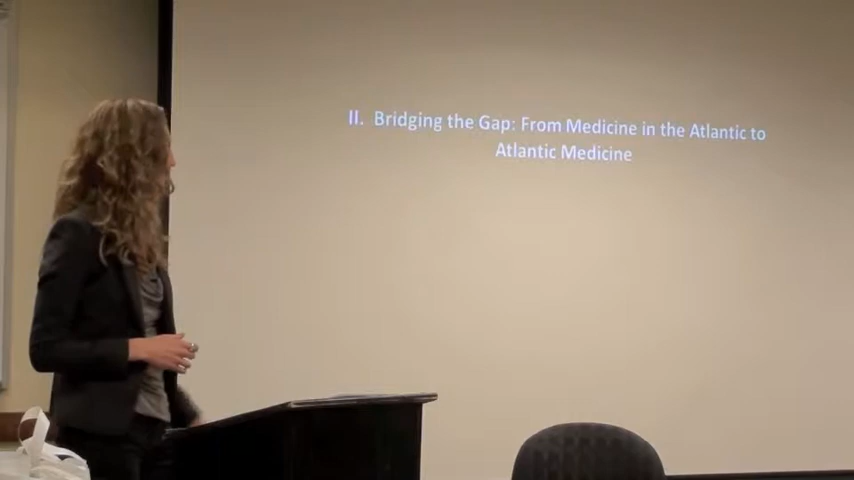 II. Bridging the Gap: From Medicine in the Atlantic to
Atlantic Medicine